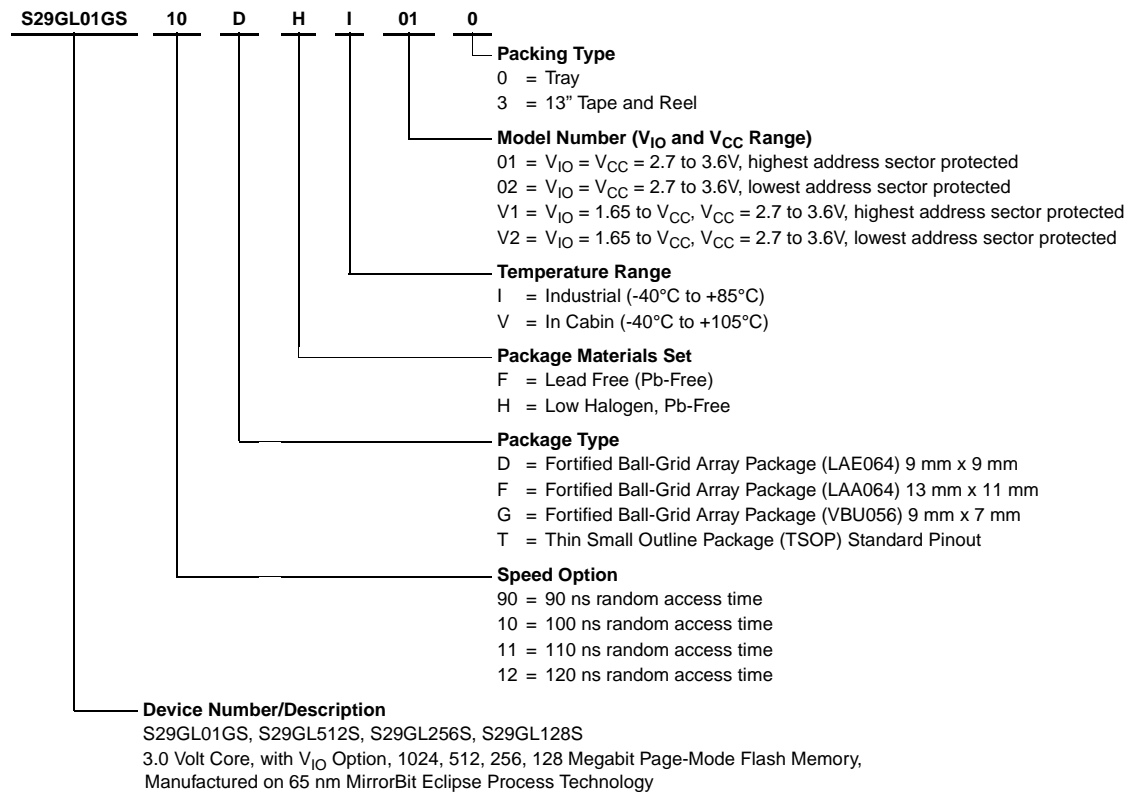 S29GL01GS 10 D H I 01 0
Packing Type
0 = Tray
3 = 13” Tape and Reel
Model Number (VIO and VCC Range)
01 = VIO = VCC = 2.7 to 3.6V, highest address sector protected
02 = VIO = VCC = 2.7 to 3.6V, lowest address sector protected
V1 = VIO = 1.65 to VCC, VCC = 2.7 to 3.6V, highest address sector protected
V2 = VIO = 1.65 to VCC, VCC = 2.7 to 3.6V, lowest address sector protected
Temperature Range
I = Industrial (-40°C to +85°C)
V = In Cabin (-40°C to +105°C)
Package Materials Set
F = Lead Free (Pb-Free)
H = Low Halogen, Pb-Free
Package Type
D = Fortified Ball-Grid Array Package (LAE064) 9 mm x 9 mm
F = Fortified Ball-Grid Array Package (LAA064) 13 mm x 11 mm
G = Fortified Ball-Grid Array Package (VBU056) 9 mm x 7 mm
T = Thin Small Outline Package (TSOP) Standard Pinout
Speed Option
90 = 90 ns random access time
10 = 100 ns random access time
11 = 110 ns random access time
12 = 120 ns random access time
Device Number/Description
S29GL01GS, S29GL512S, S29GL256S, S29GL128S
3.0 Volt Core, with VIO Option, 1024, 512, 256, 128 Megabit Page-Mode Flash Memory,
Manufactured on 65 nm MirrorBit Eclipse Process Technology